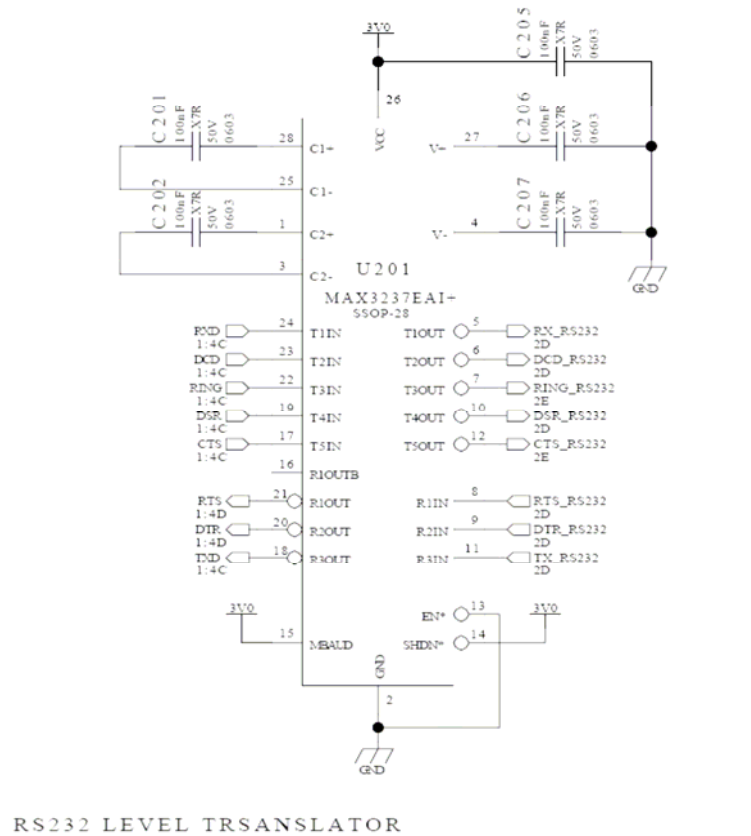 3V0
C205
100nF
X7R
50V
0603
26
VCC
C201
100nF
X7R
50V
0603
28
C1+
V+
27
C206
100nF
X7R
50V
0603
25
C1-
C202
100nF
X7R
50V
0603
1
C2+
V-
4
C207
100nF
X7R
50V
0603
3
C2-
GND
U201
MAX3237EAI+
SSOP-28
RXD 24 T1IN T1OUT 5 RX_RS232
1:4C 2D
DCD 23 T2IN T2OUT 6 DCD_RS232
1:4C 2D
RING 22 T3IN T3OUT 7 RING_RS232
1:4C 2E
DSR 19 T4IN T4OUT 10 DSR_RS232
1:4C 2D
CTS 17 T5IN T5OUT 12 CTS_RS232
1:4C 2E
16 R1OUTB
RTS 21 R1OUT R1IN 8 RTS_RS232
1:4D 2D
DTR 20 R2OUT R2IN 9 DTR_RS232
1:4D 2D
TXD 18 R3OUT R3IN 11 TX_RS232
1:4C 2D
3V0 EN* 13 3V0
15 MBAUD SHDN* 14
GND
2
GND
RS232 LEVEL TRSANSLATOR